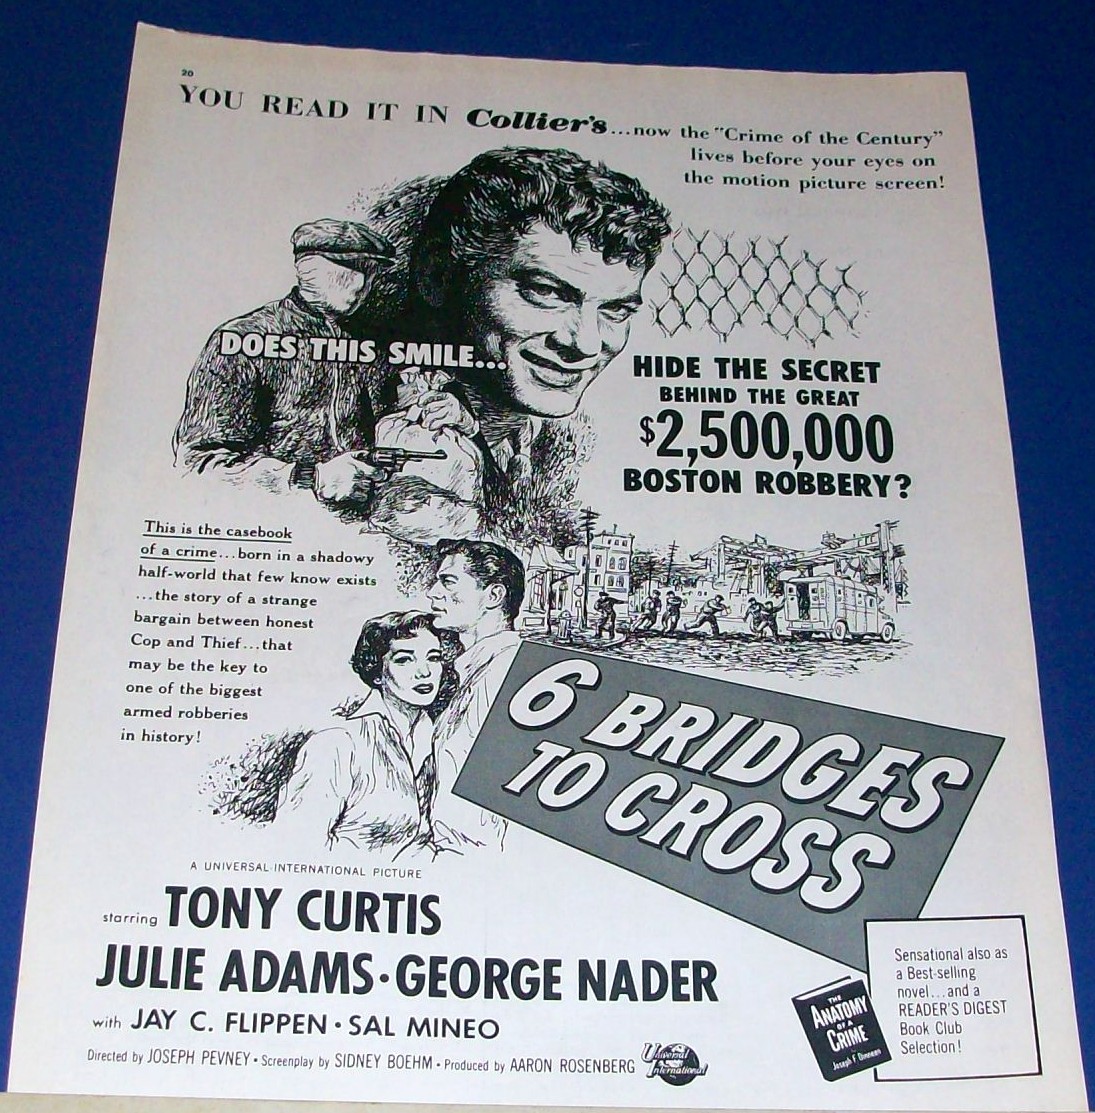 20
YOU READ IT IN Collier's...now the "Crime of the Century"
lives before your eyes on
the motion picture screen!
DOES THIS SMILE...
HIDE THE SECRET
BEHIND THE GREAT
$2,500,000
BOSTON ROBBERY?
This is the casebook
of a crime...born in a shadowy
half-world that few know exists
...the story of a strange
bargain between honest
Cop and Thief...that
may be the key to
one of the biggest
armed robberies
in history!
6 BRIDGES
TO CROSS
A UNIVERSAL-INTERNATIONAL PICTURE
starring TONY CURTIS
JULIE ADAMS · GEORGE NADER
with JAY C. FLIPPEN · SAL MINEO
Directed by JOSEPH PEVNEY · Screenplay by SIDNEY BOEHM · Produced by AARON ROSENBERG
Universal
International
THE
ANATOMY
OF A
CRIME
Joseph F. Dinneen
Sensational also as
a Best-selling
novel...and a
READER'S DIGEST
Book Club
Selection!